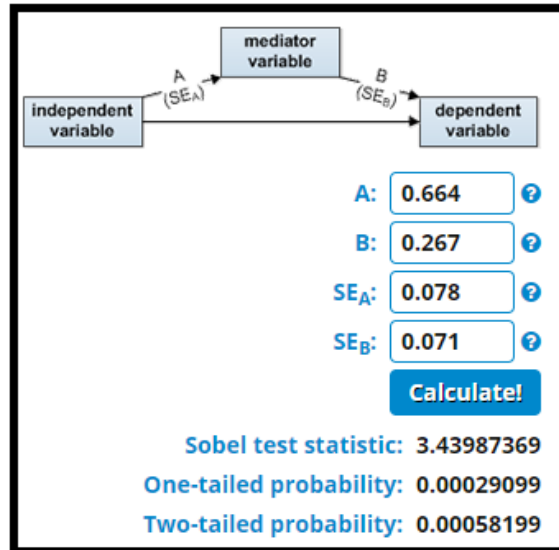 mediator
variable
A
(SEA)
B
(SEB)
independent
variable
dependent
variable
A: 0.664 ?
B: 0.267 ?
SEA: 0.078 ?
SEB: 0.071 ?
Calculate!
Sobel test statistic: 3.43987369
One-tailed probability: 0.00029099
Two-tailed probability: 0.00058199